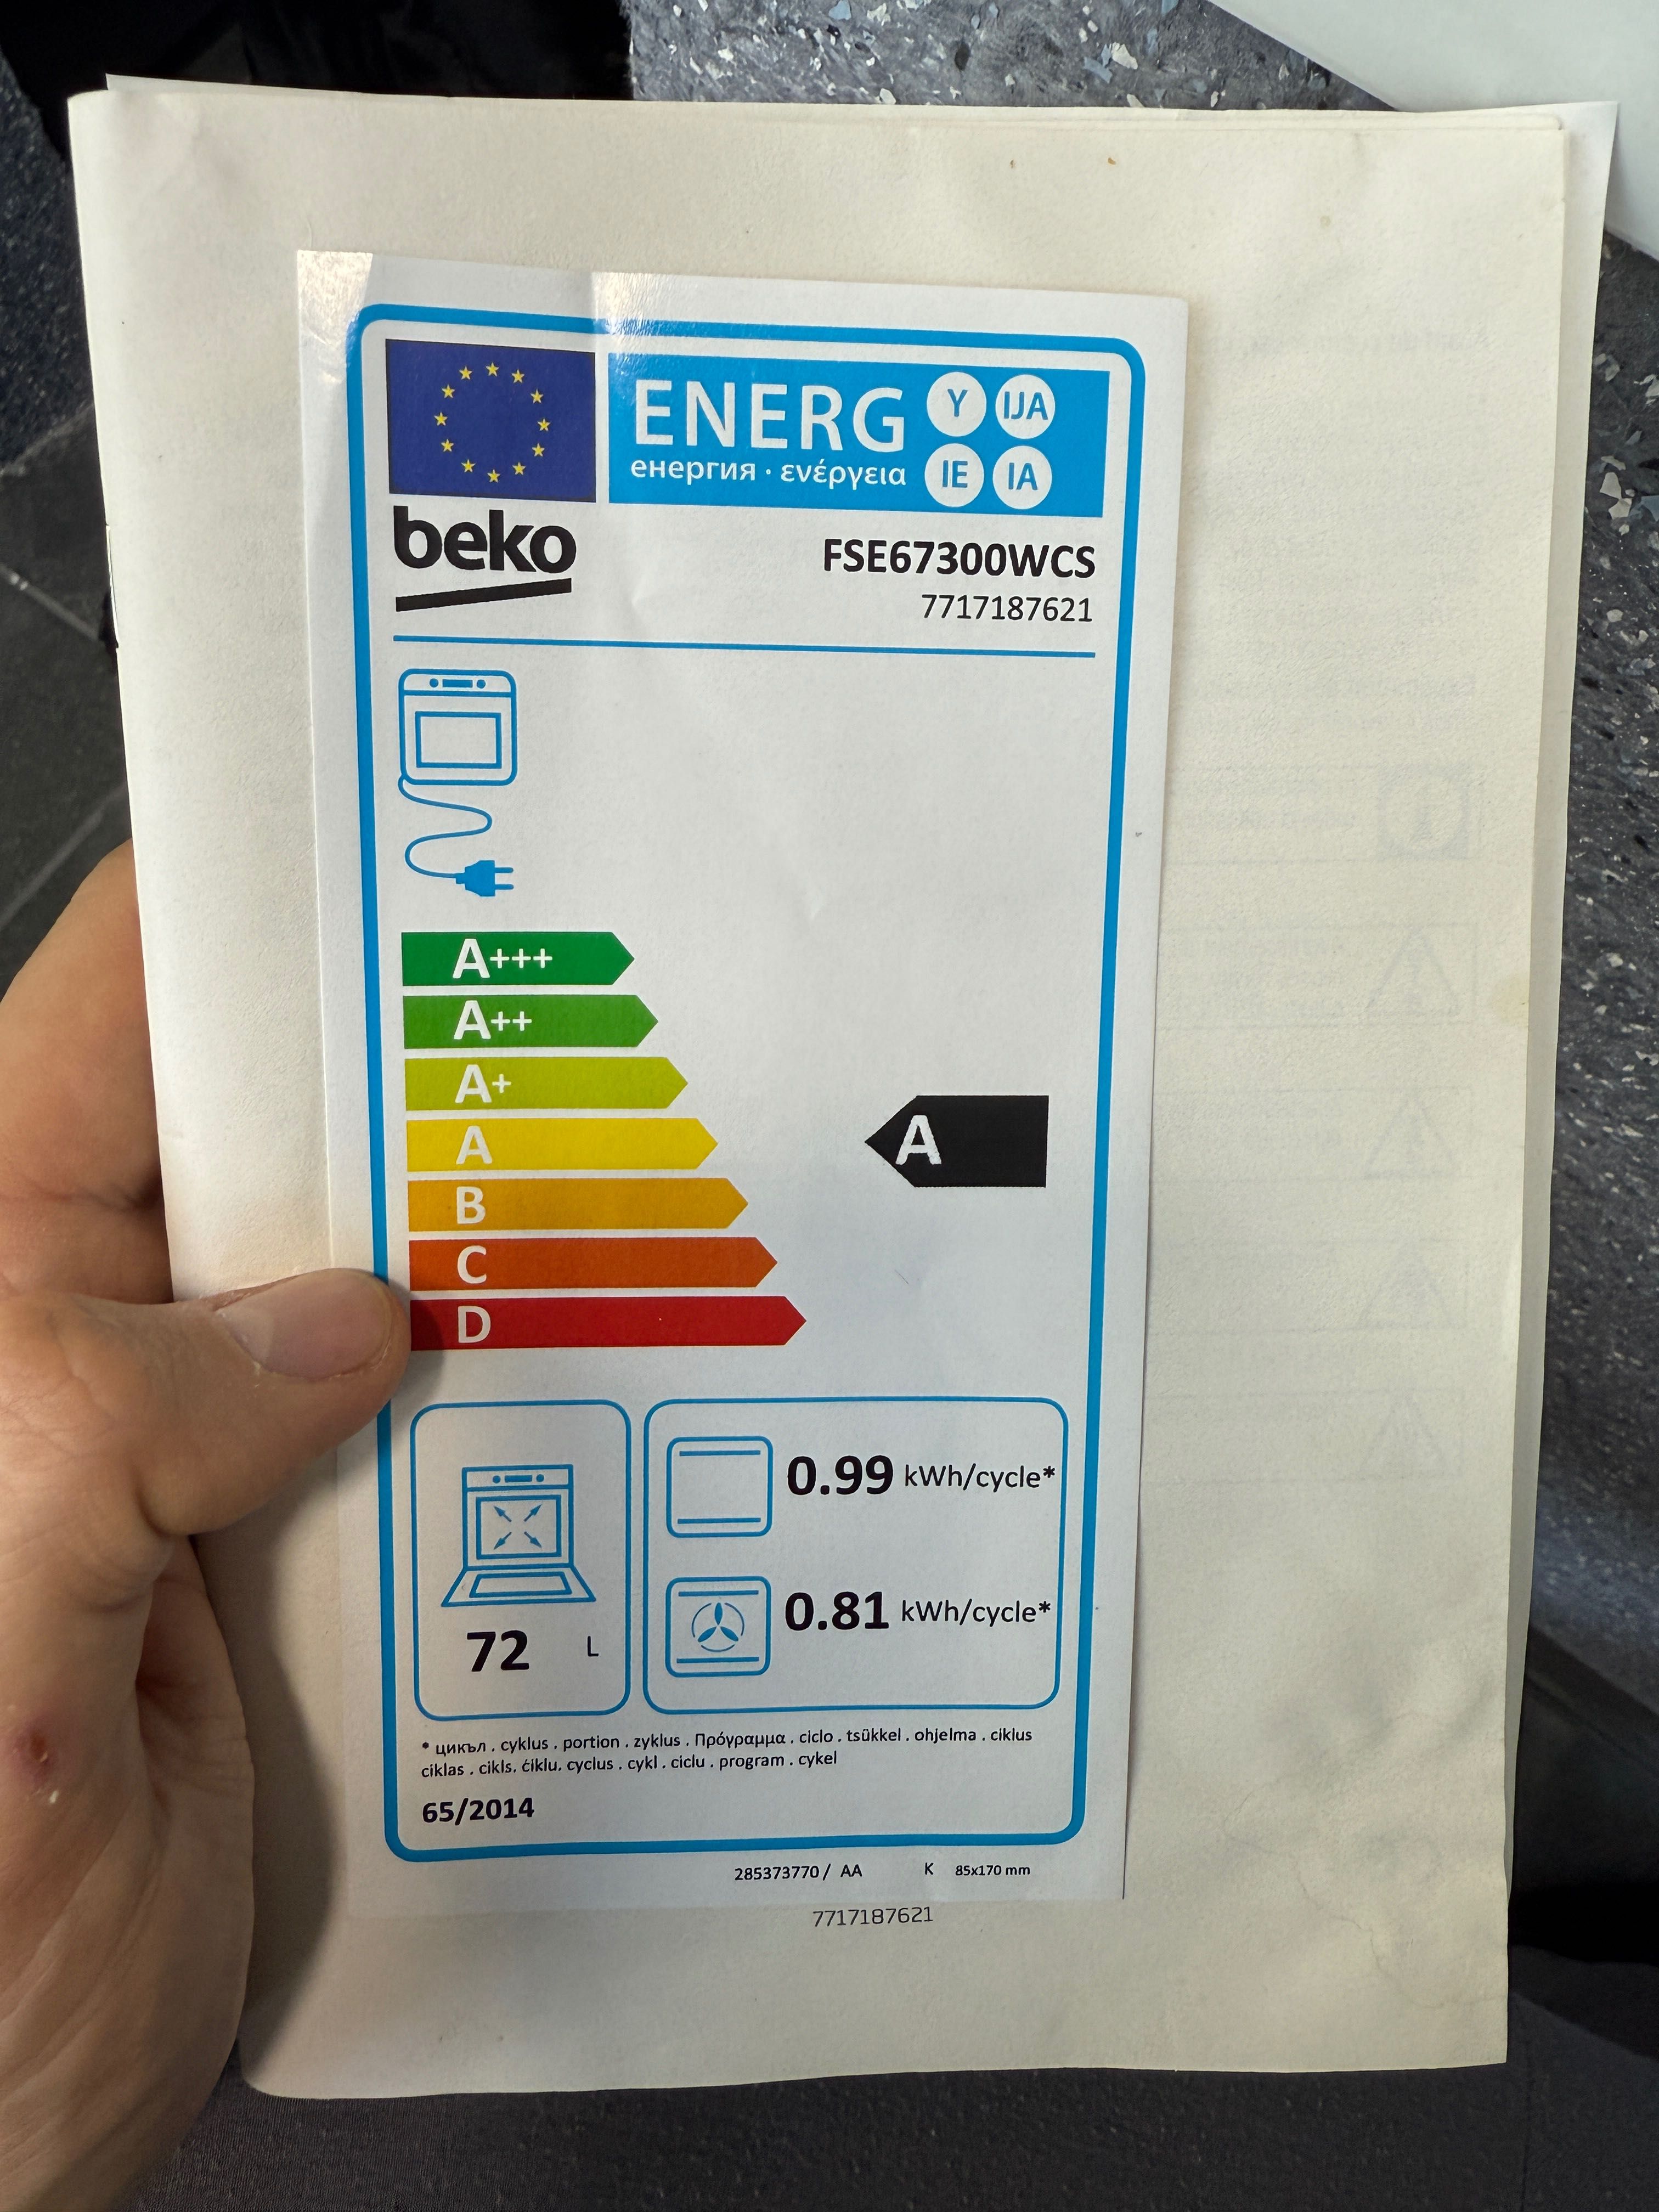 ENERG Y IJA
енергия · ενέργεια IE IA
beko
FSE67300WCS
7717187621
A+++
A++
A+
A
A
B
C
D
0.99 kWh/cycle*
0.81 kWh/cycle*
72 L
* цикъл . cyklus . portion . zyklus . Πρόγραμμα . ciclo . tsükkel . ohjelma . ciklus
ciklas . cikls. ċiklu. cyclus . cykl . ciclu . program . cykel
65/2014
285373770 / AA K 85x170 mm
7717187621